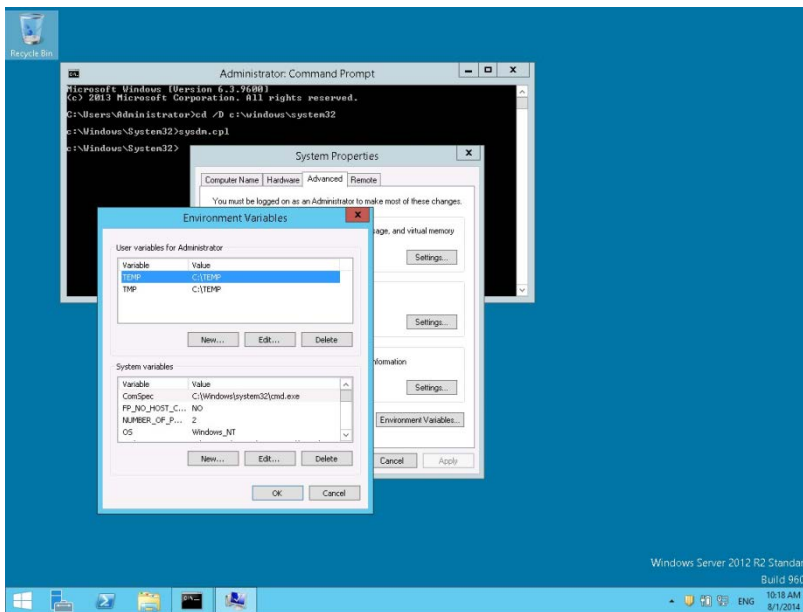 Recycle Bin
Administrator: Command Prompt
Microsoft Windows [Version 6.3.9600]
(c) 2013 Microsoft Corporation. All rights reserved.
C:\Users\Administrator>cd /D c:\windows\system32
c:\Windows\System32>sysdm.cpl
c:\Windows\System32>
System Properties
Computer Name Hardware Advanced Remote
You must be logged on as an Administrator to make most of these changes.
sage, and virtual memory
Settings...
Settings...
formation
Settings...
Environment Variables...
Cancel Apply
Environment Variables
User variables for Administrator
Variable Value
TEMP C:\TEMP
TMP C:\TEMP
New... Edit... Delete
System variables
Variable Value
ComSpec C:\Windows\system32\cmd.exe
FP_NO_HOST_C... NO
NUMBER_OF_P... 2
OS Windows_NT
New... Edit... Delete
OK Cancel
Windows Server 2012 R2 Standar
Build 960
ENG 10:18 AM
8/1/2014